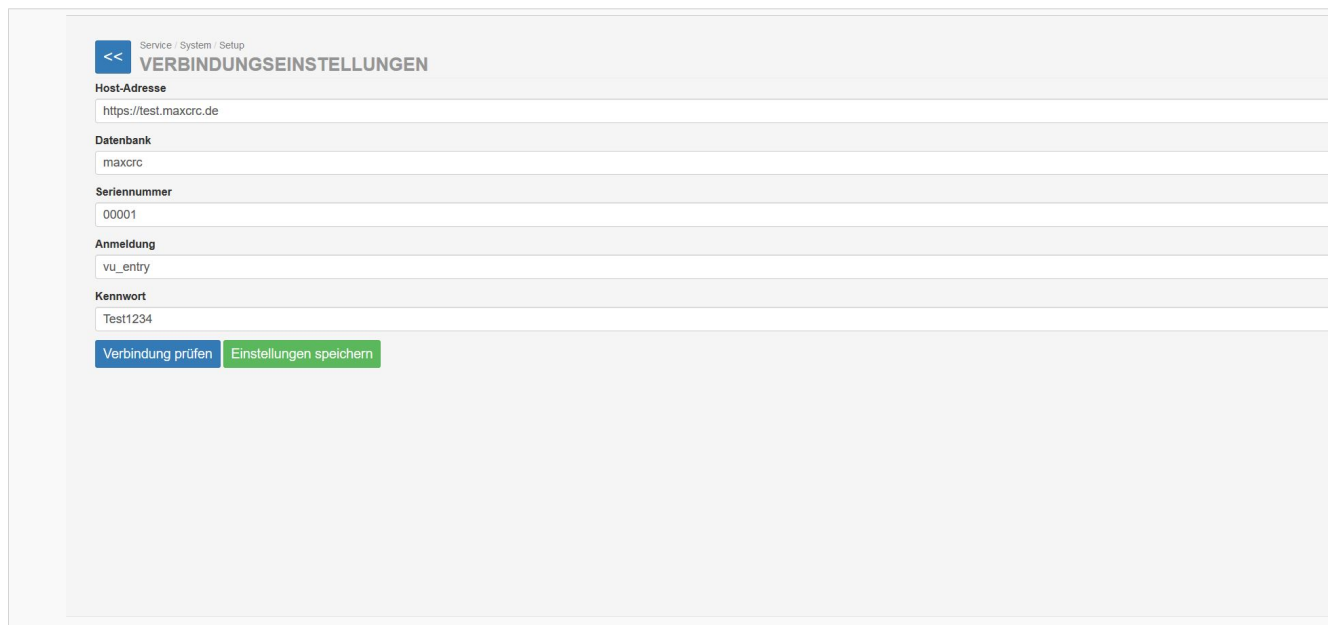 <<
Service / System / Setup
VERBINDUNGSEINSTELLUNGEN
Host-Adresse
https://test.maxcrc.de
Datenbank
maxcrc
Seriennummer
00001
Anmeldung
vu_entry
Kennwort
Test1234
Verbindung prüfen Einstellungen speichern